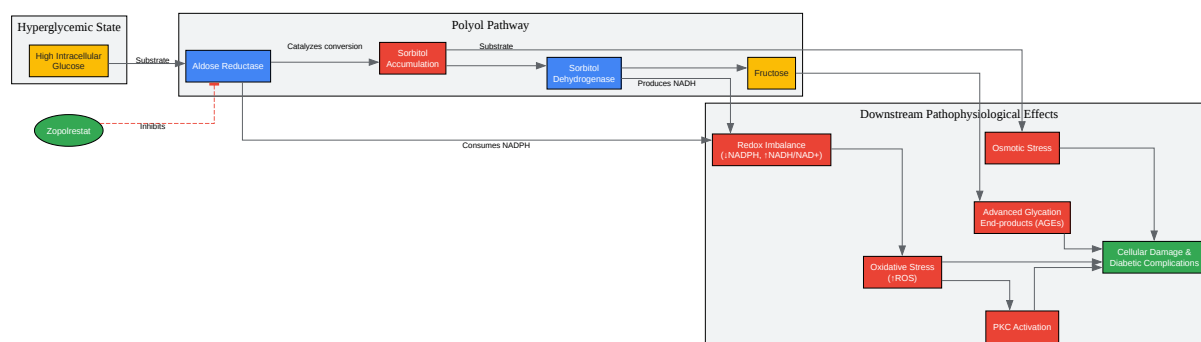 Hyperglycemic State
High Intracellular
Glucose
Substrate
Polyol Pathway
Aldose Reductase
Catalyzes conversion
Sorbitol
Accumulation
Substrate
Sorbitol
Dehydrogenase
Produces NADH
Fructose
Zopolrestat
Inhibits
Consumes NADPH
Downstream Pathophysiological Effects
Redox Imbalance
(↓NADPH, ↑NADH/NAD+)
Osmotic Stress
Advanced Glycation
End-products (AGEs)
Cellular Damage &
Diabetic Complications
Oxidative Stress
(↑ROS)
PKC Activation